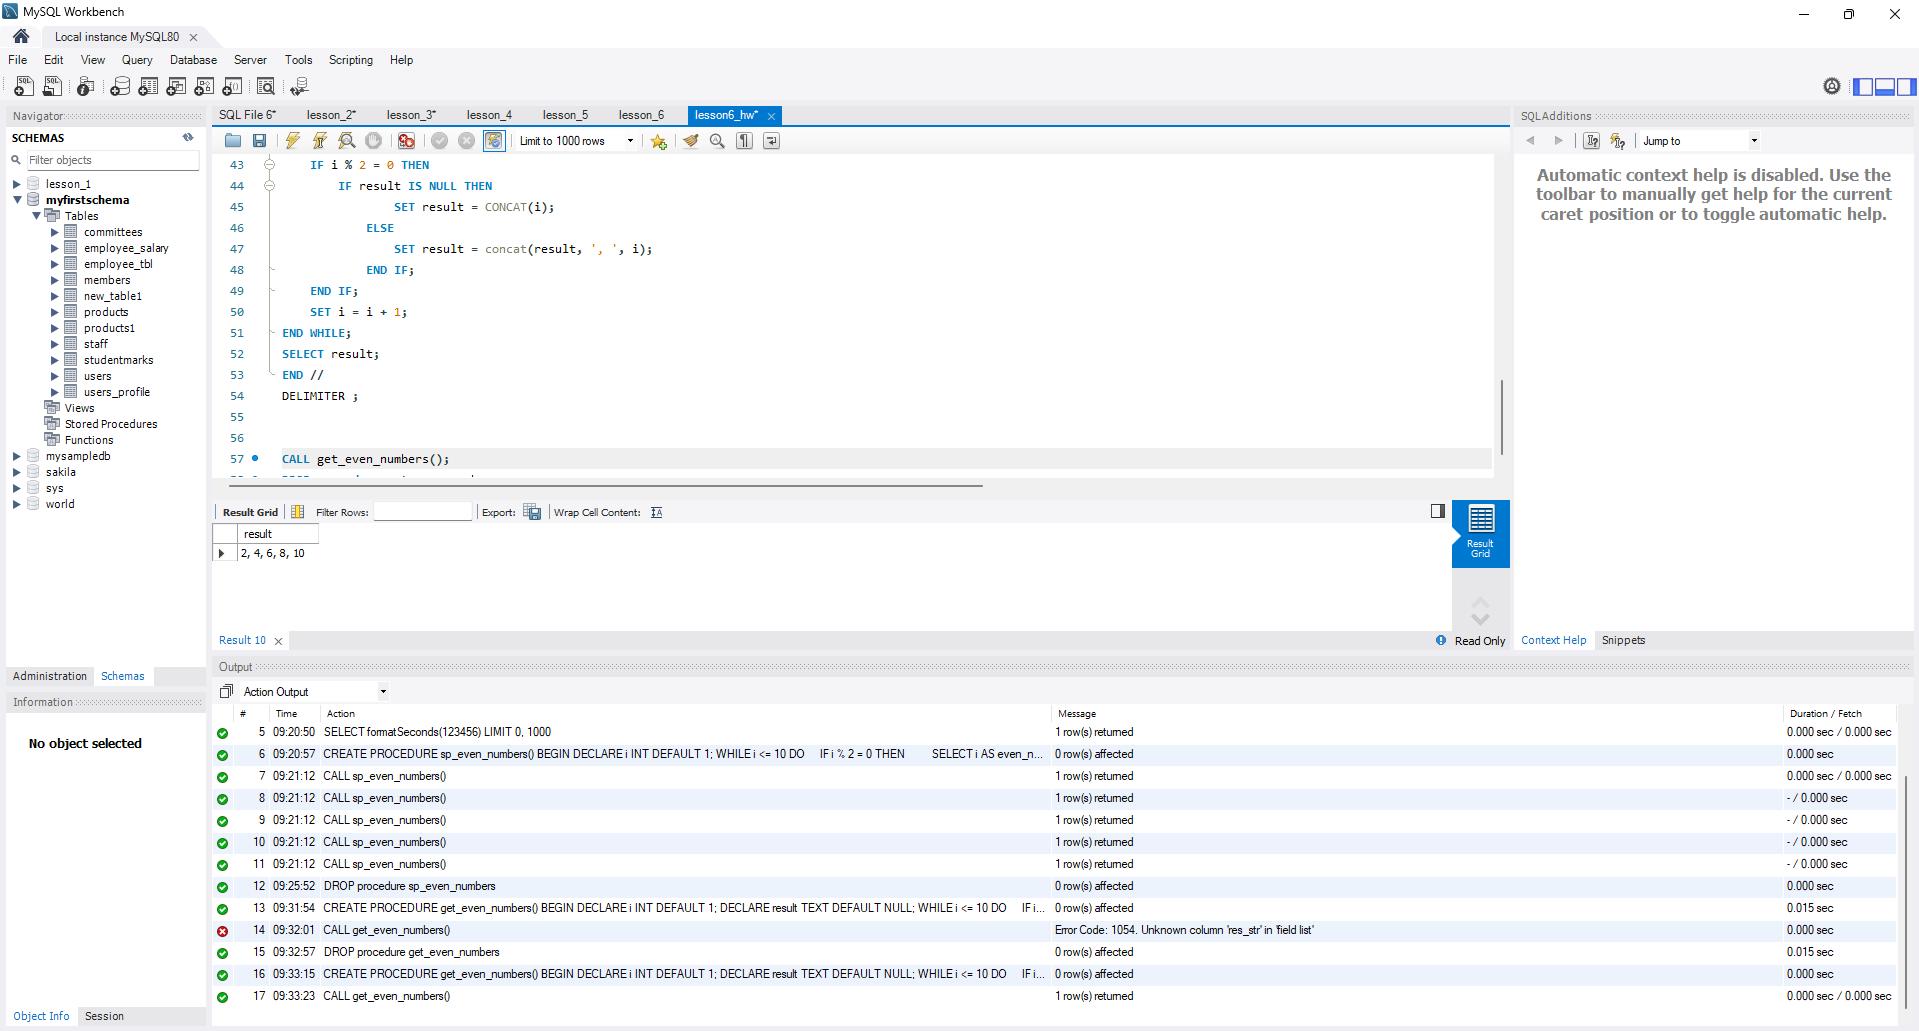 MySQL Workbench
Local instance MySQL80
File Edit View Query Database Server Tools Scripting Help
Navigator
SCHEMAS
Filter objects
lesson_1
myfirstschema
Tables
committees
employee_salary
employee_tbl
members
new_table1
products
products1
staff
studentmarks
users
users_profile
Views
Stored Procedures
Functions
mysampledb
sakila
sys
world
Administration Schemas
Information
No object selected
Object Info Session
SQL File 6* lesson_2* lesson_3* lesson_4 lesson_5 lesson_6 lesson6_hw*
Limit to 1000 rows
43 IF i % 2 = 0 THEN
44 IF result IS NULL THEN
45 SET result = CONCAT(i);
46 ELSE
47 SET result = concat(result, ', ', i);
48 END IF;
49 END IF;
50 SET i = i + 1;
51 END WHILE;
52 SELECT result;
53 END //
54 DELIMITER ;
55
56
57 CALL get_even_numbers();
Result Grid Filter Rows: Export: Wrap Cell Content: IA
result
2, 4, 6, 8, 10
Result Grid
Result 10
Read Only
SQLAdditions
Jump to
Automatic context help is disabled. Use the
toolbar to manually get help for the current
caret position or to toggle automatic help.
Context Help Snippets
Output
Action Output
# Time Action Message Duration / Fetch
5 09:20:50 SELECT formatSeconds(123456) LIMIT 0, 1000 1 row(s) returned 0.000 sec / 0.000 sec
6 09:20:57 CREATE PROCEDURE sp_even_numbers() BEGIN DECLARE i INT DEFAULT 1; WHILE i <= 10 DO IF i % 2 = 0 THEN SELECT i AS even_n... 0 row(s) affected 0.000 sec
7 09:21:12 CALL sp_even_numbers() 1 row(s) returned 0.000 sec / 0.000 sec
8 09:21:12 CALL sp_even_numbers() 1 row(s) returned - / 0.000 sec
9 09:21:12 CALL sp_even_numbers() 1 row(s) returned - / 0.000 sec
10 09:21:12 CALL sp_even_numbers() 1 row(s) returned - / 0.000 sec
11 09:21:12 CALL sp_even_numbers() 1 row(s) returned - / 0.000 sec
12 09:25:52 DROP procedure sp_even_numbers 0 row(s) affected 0.000 sec
13 09:31:54 CREATE PROCEDURE get_even_numbers() BEGIN DECLARE i INT DEFAULT 1; DECLARE result TEXT DEFAULT NULL; WHILE i <= 10 DO IF i... 0 row(s) affected 0.015 sec
14 09:32:01 CALL get_even_numbers() Error Code: 1054. Unknown column 'res_str' in 'field list' 0.000 sec
15 09:32:57 DROP procedure get_even_numbers 0 row(s) affected 0.015 sec
16 09:33:15 CREATE PROCEDURE get_even_numbers() BEGIN DECLARE i INT DEFAULT 1; DECLARE result TEXT DEFAULT NULL; WHILE i <= 10 DO IF i... 0 row(s) affected 0.000 sec
17 09:33:23 CALL get_even_numbers() 1 row(s) returned 0.000 sec / 0.000 sec